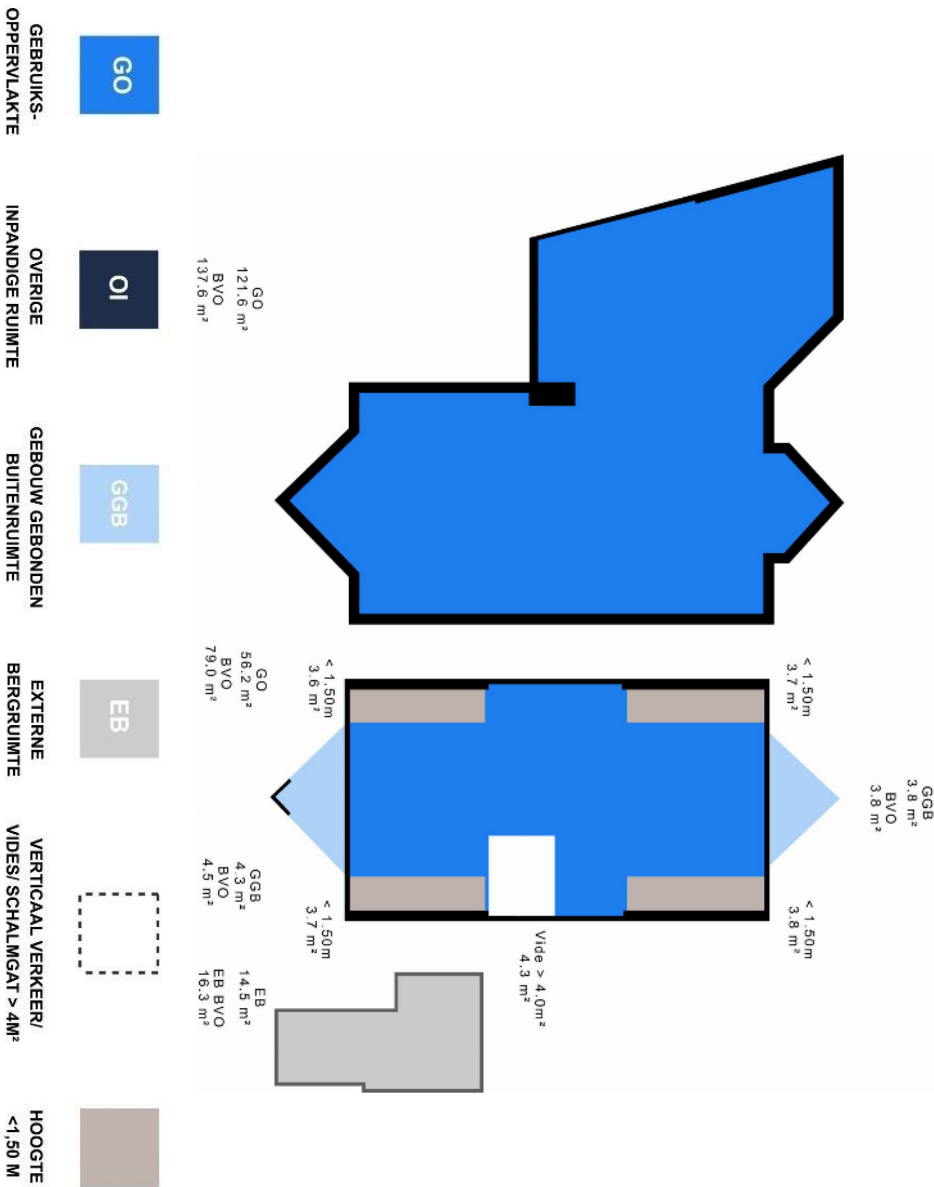 GGB
3.8 m²
BVO
3.8 m²
< 1.50m
3.7 m²
< 1.50m
3.8 m²
Vide > 4.0m²
4.3 m²
< 1.50m
3.6 m²
< 1.50m
3.7 m²
GO
121.6 m²
BVO
137.6 m²
GO
56.2 m²
BVO
79.0 m²
GGB
4.3 m²
BVO
4.5 m²
EB
14.5 m²
EB BVO
16.3 m²
GO
GEBRUIKS-
OPPERVLAKTE
OI
OVERIGE
INPANDIGE RUIMTE
GGB
GEBOUW GEBONDEN
BUITENRUIMTE
EB
EXTERNE
BERGRUIMTE
VERTICAAL VERKEER/
VIDES/ SCHALMGAT > 4M²
HOOGTE
<1,50 M